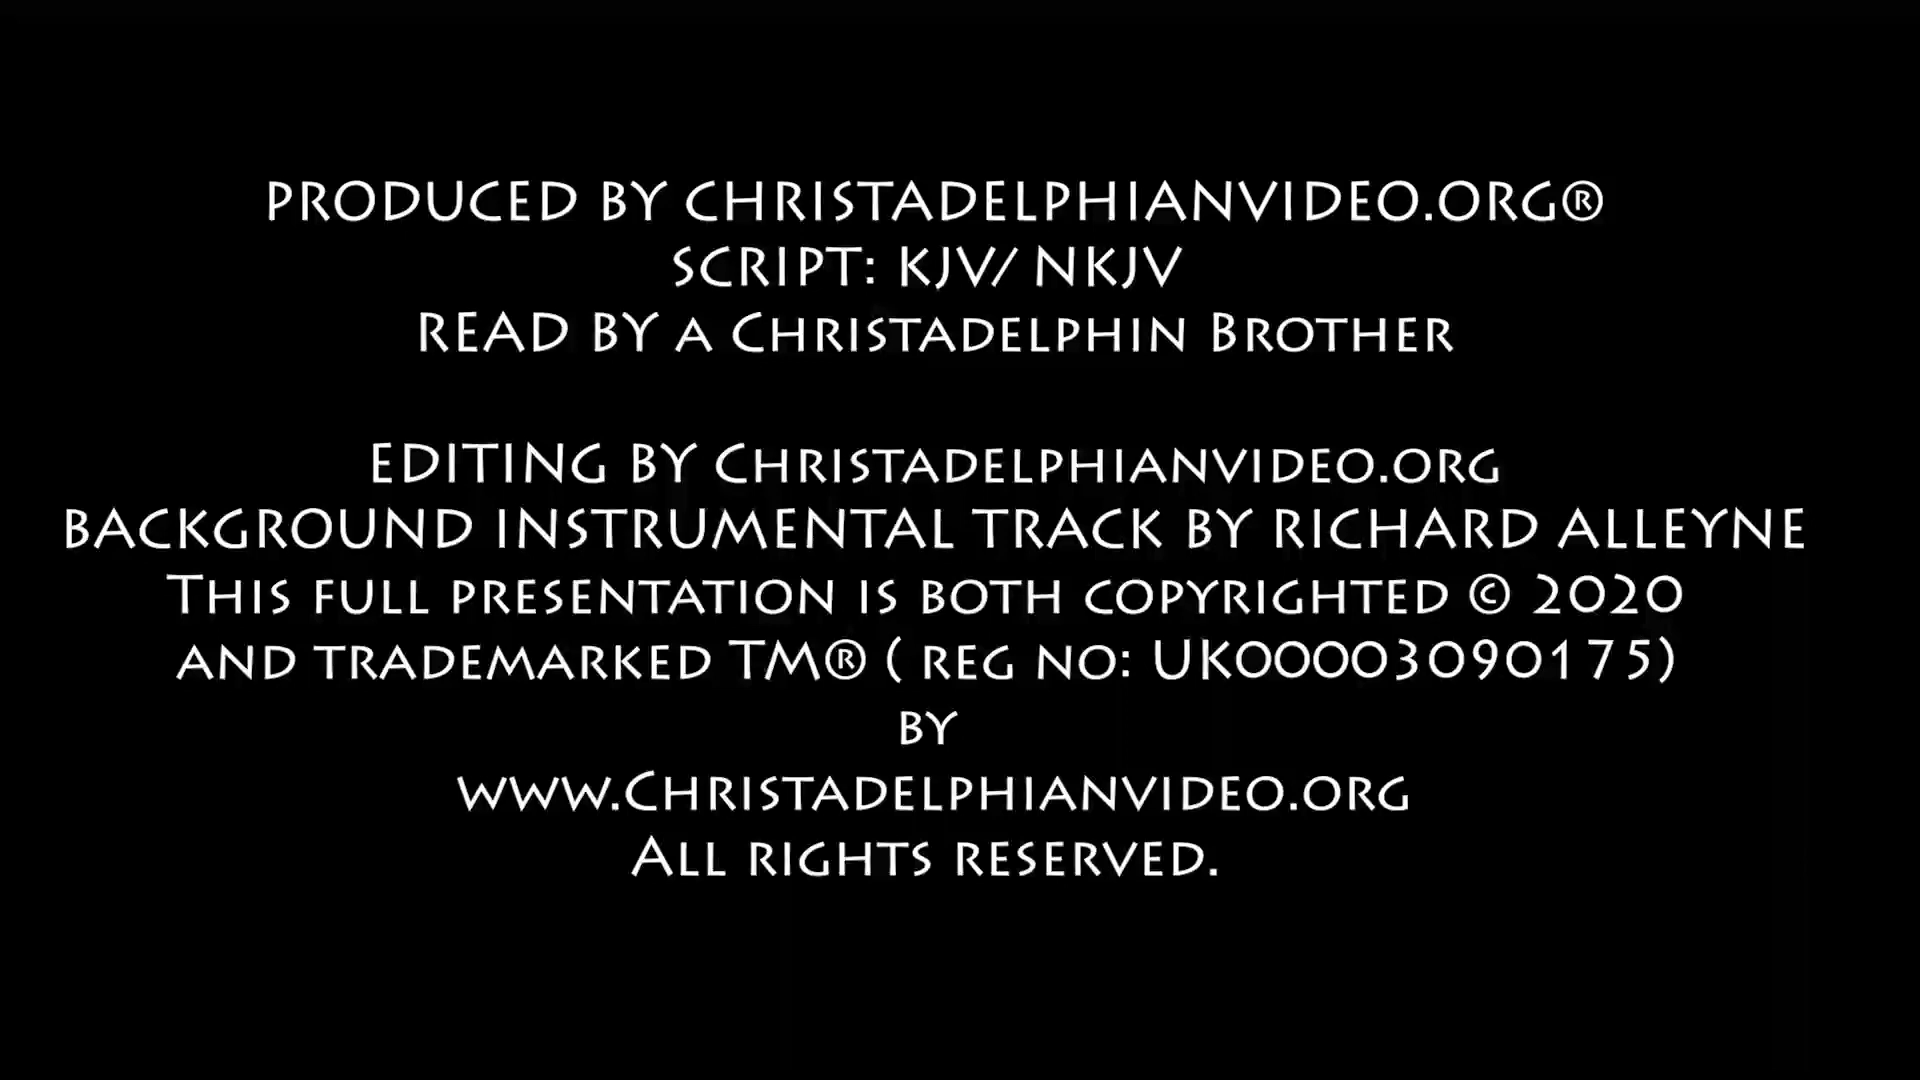 PRODUCED BY CHRISTADELPHIANVIDEO.ORG®
SCRIPT: KJV/ NKJV
READ BY A CHRISTADELPHIN BROTHER
EDITING BY CHRISTADELPHIANVIDEO.ORG
BACKGROUND INSTRUMENTAL TRACK BY RICHARD ALLEYNE
THIS FULL PRESENTATION IS BOTH COPYRIGHTED © 2020
AND TRADEMARKED TM® ( REG NO: UK00003090175)
BY
WWW.CHRISTADELPHIANVIDEO.ORG
ALL RIGHTS RESERVED.